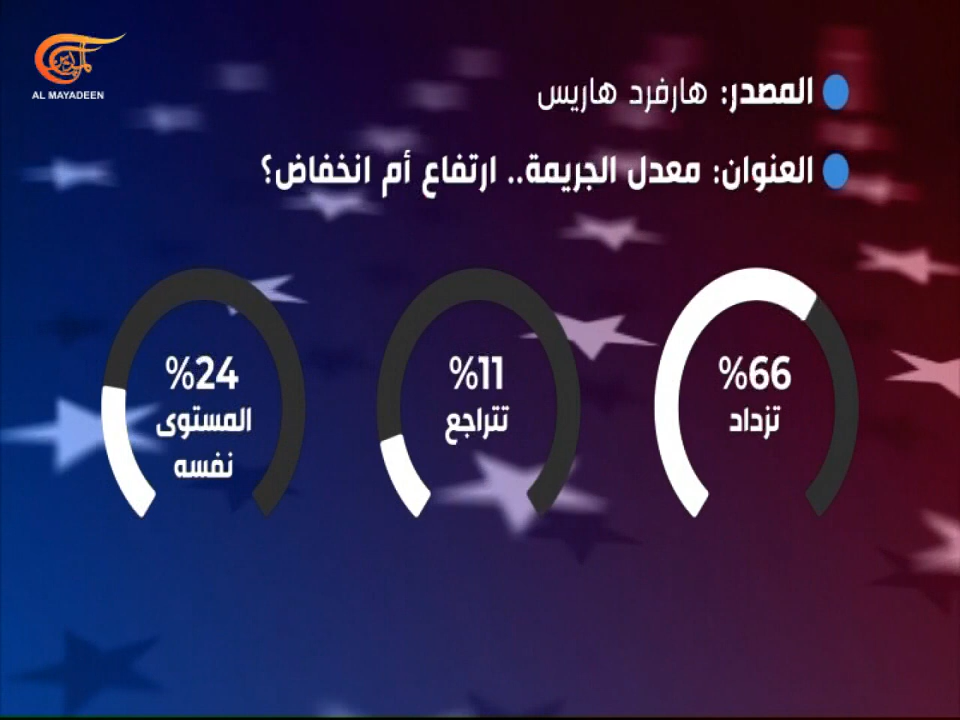 AL MAYADEEN
المصدر: هارفرد هاريس
العنوان: معدل الجريمة.. ارتفاع أم انخفاض؟
%66
تزداد
%11
تتراجع
%24
المستوى
نفسه